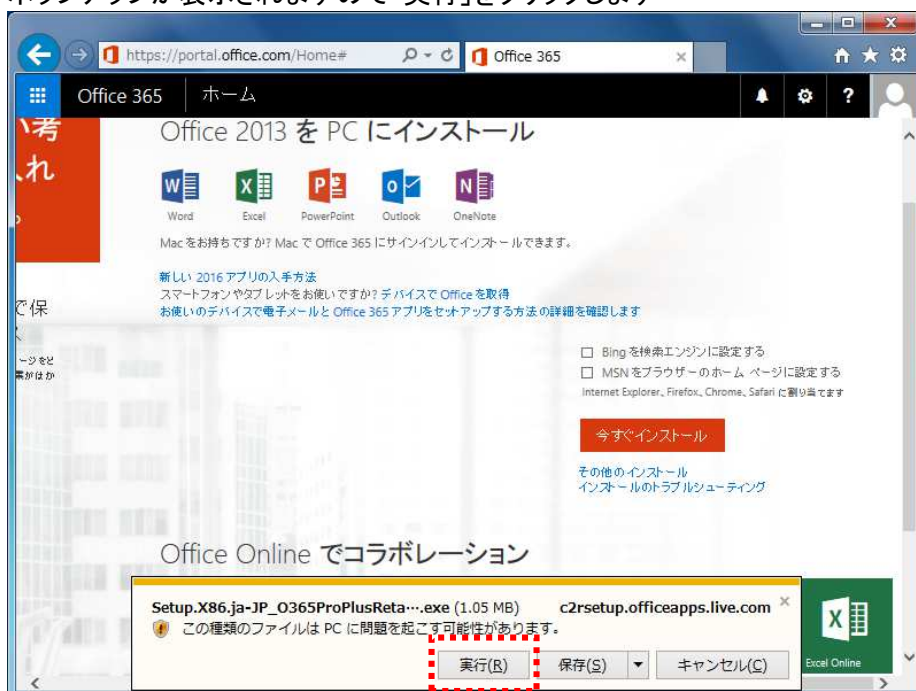 https://portal.office.com/Home#
Office 365
Office 365 ホーム
?
Office 2013 を PC にインストール
Word Excel PowerPoint Outlook OneNote
Mac をお持ちですか? Mac で Office 365 にサインインしてインストールできます。
新しい 2016 アプリの入手方法
スマートフォンやタブレットをお使いですか? デバイスで Office を取得
お使いのデバイスで電子メールと Office 365 アプリをセットアップする方法の詳細を確認します
い考
れ
で保
Bing を検索エンジンに設定する
MSN をブラウザーのホーム ページに設定する
Internet Explorer、Firefox、Chrome、Safari に割り当てます
今すぐインストール
その他のインストール
インストールのトラブルシューティング
Office Online でコラボレーション
Setup.X86.ja-JP_O365ProPlusReta….exe (1.05 MB) c2rsetup.officeapps.live.com
この種類のファイルは PC に問題を起こす可能性があります。
実行(R) 保存(S) キャンセル(C)
Excel Online